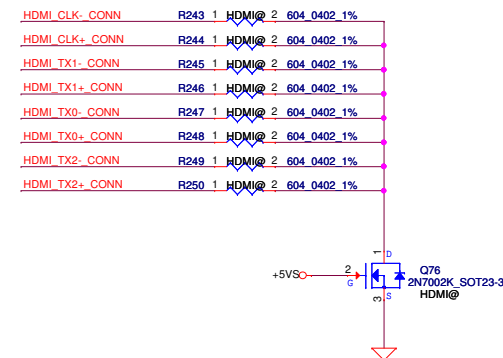 HDMI_CLK-_CONN R243 1 HDMI@ 2 604_0402_1%
HDMI_CLK+_CONN R244 1 HDMI@ 2 604_0402_1%
HDMI_TX1-_CONN R245 1 HDMI@ 2 604_0402_1%
HDMI_TX1+_CONN R246 1 HDMI@ 2 604_0402_1%
HDMI_TX0-_CONN R247 1 HDMI@ 2 604_0402_1%
HDMI_TX0+_CONN R248 1 HDMI@ 2 604_0402_1%
HDMI_TX2-_CONN R249 1 HDMI@ 2 604_0402_1%
HDMI_TX2+_CONN R250 1 HDMI@ 2 604_0402_1%
1 D
+5VS 2 G Q76
2N7002K_SOT23-3
3 S HDMI@